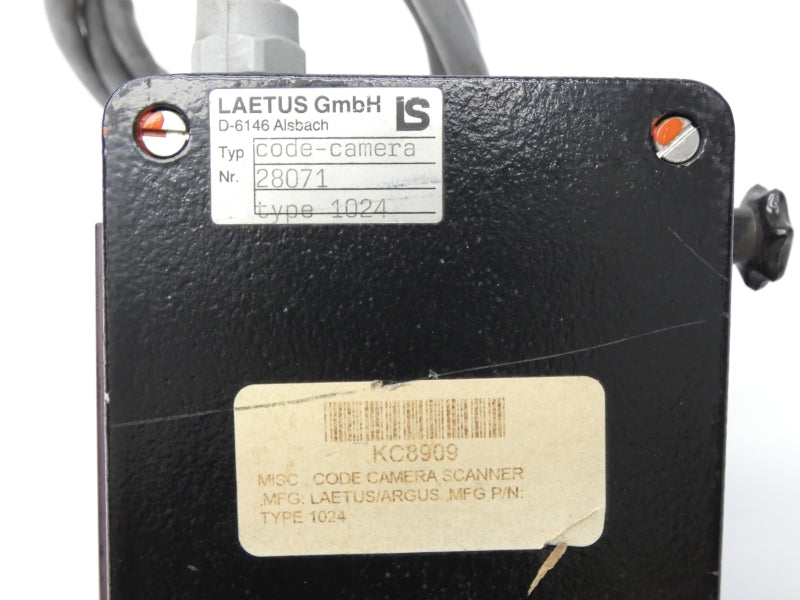 LAETUS GmbH
D-6146 Alsbach
LS
Typ code-camera
Nr. 28071
type 1024
KC8909
MISC , CODE CAMERA SCANNER
,MFG: LAETUS/ARGUS ,MFG P/N:
TYPE 1024